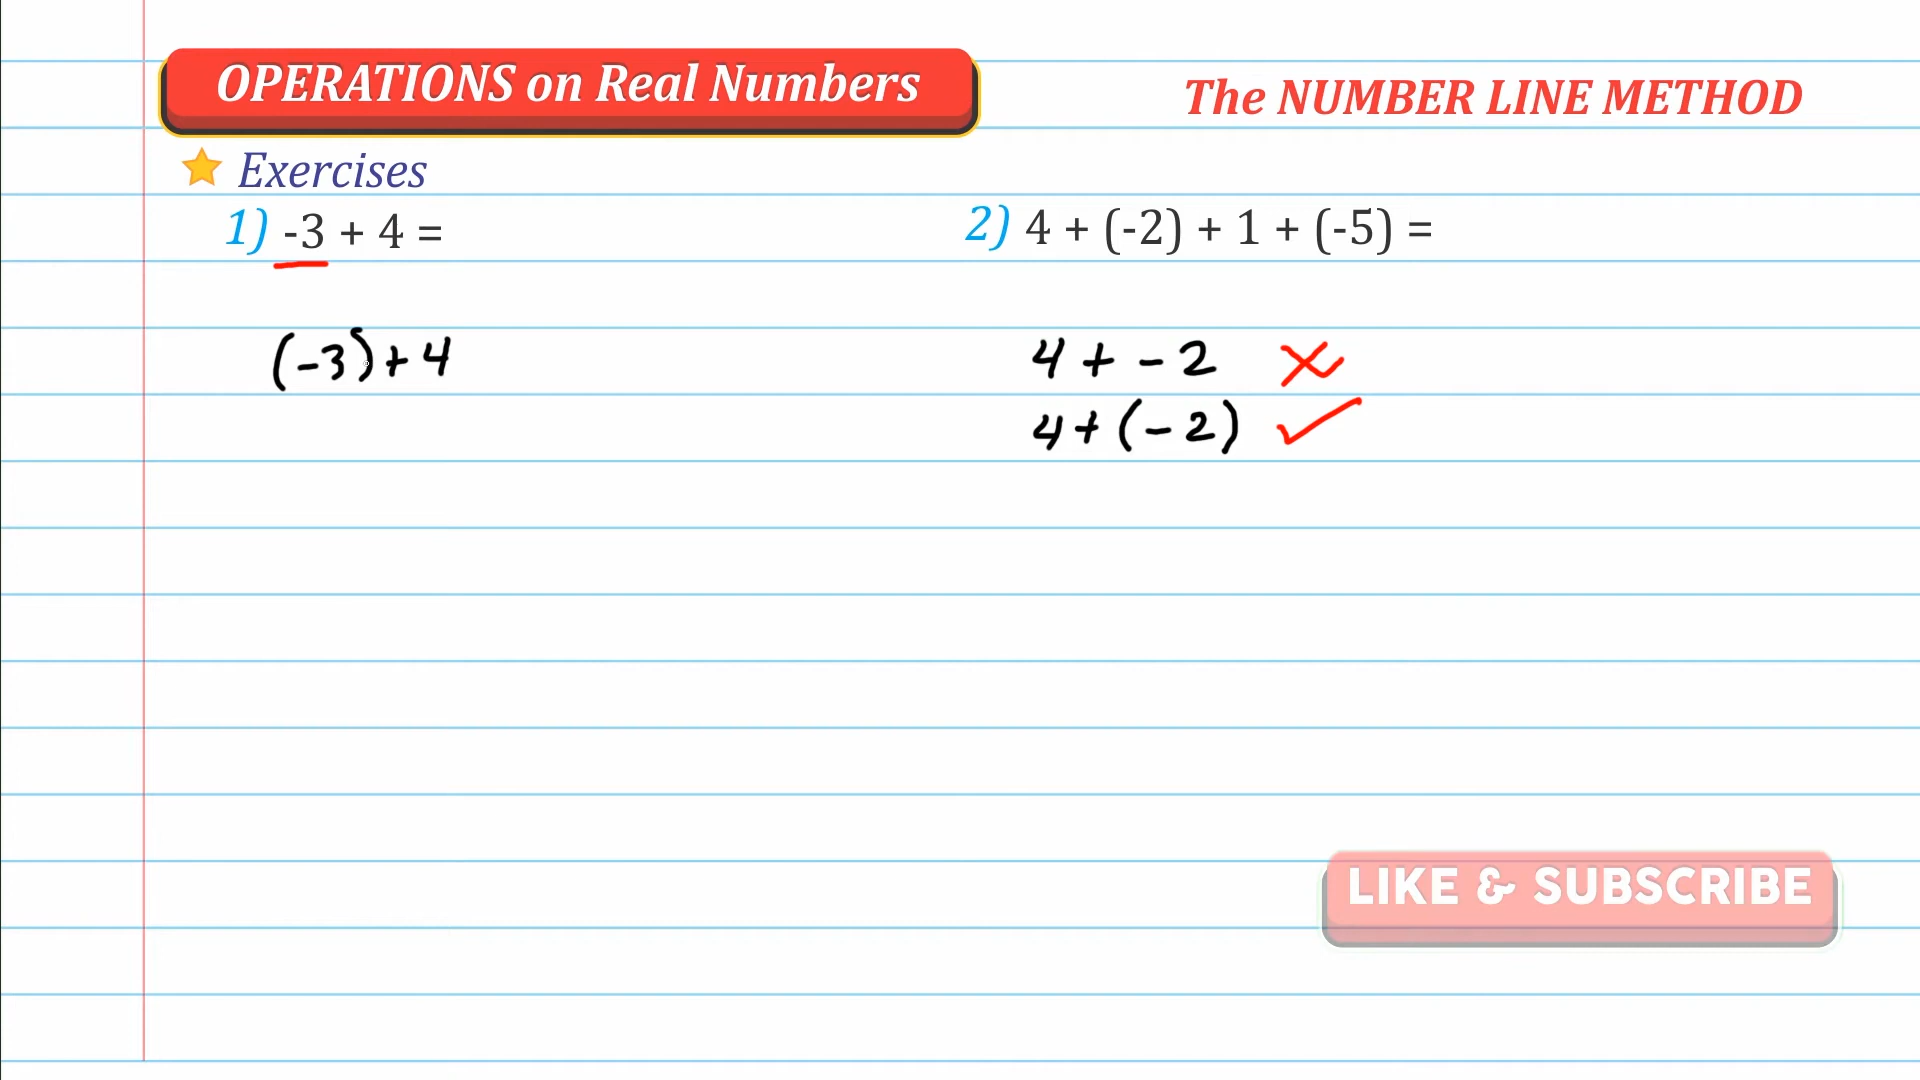 OPERATIONS on Real Numbers
The NUMBER LINE METHOD
Exercises
1) -3 + 4 =
(-3) + 4
2) 4 + (-2) + 1 + (-5) =
4 + - 2
4 + (- 2)
LIKE & SUBSCRIBE